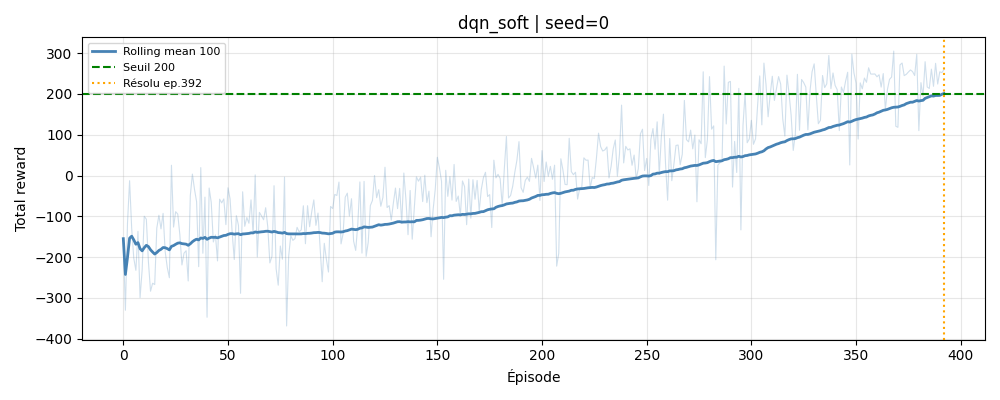 dqn_soft | seed=0
Rolling mean 100
Seuil 200
Résolu ep.392
Total reward
300
200
100
0
−100
−200
−300
−400
0
50
100
150
200
250
300
350
400
Épisode